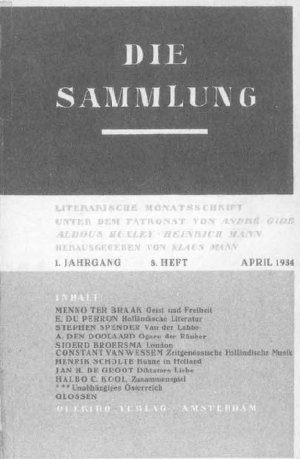 DIE
SAMMLUNG
LITERARISCHE MONATSSCHRIFT
UNTER DEM PATRONAT VON ANDRÉ GIDE
ALDOUS HUXLEY HEINRICH MANN
HERAUSGEGEBEN VON KLAUS MANN
1. JAHRGANG 8. HEFT APRIL 1934
INHALT
MENNO TER BRAAK Geist und Freiheit
E. DU PERRON Holländische Literatur
STEPHEN SPENDER Van der Lubbe
A. DEN DOOLAARD Opare der Räuber
SJOERD BROERSMA London
CONSTANT VAN WESSEM Zeitgenössische Holländische Musik
HENRIK SCHOLTE Bühne in Holland
JAN H. DE GROOT Diktators Liebe
HALBO C. KOOL Zusammenspiel
*** Unabhängiges Österreich
GLOSSEN
QUERIDO VERLAG AMSTERDAM